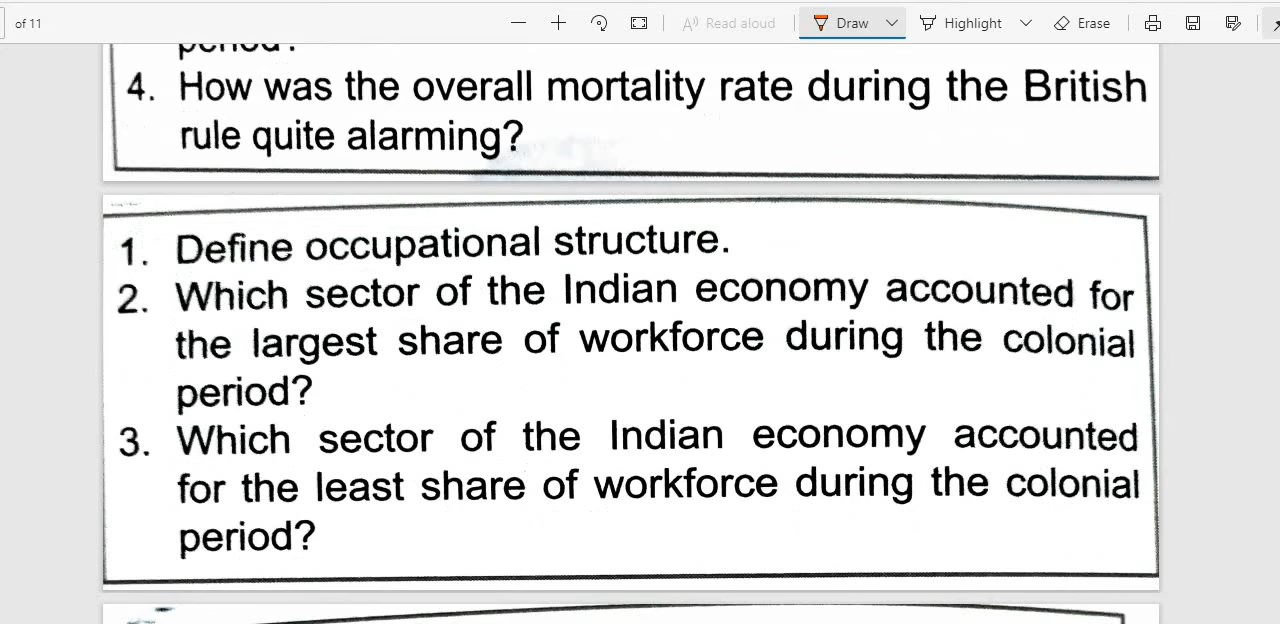 of 11
Read aloud
Draw
Highlight
Erase
period?
4. How was the overall mortality rate during the British
rule quite alarming?
1. Define occupational structure.
2. Which sector of the Indian economy accounted for
the largest share of workforce during the colonial
period?
3. Which sector of the Indian economy accounted
for the least share of workforce during the colonial
period?